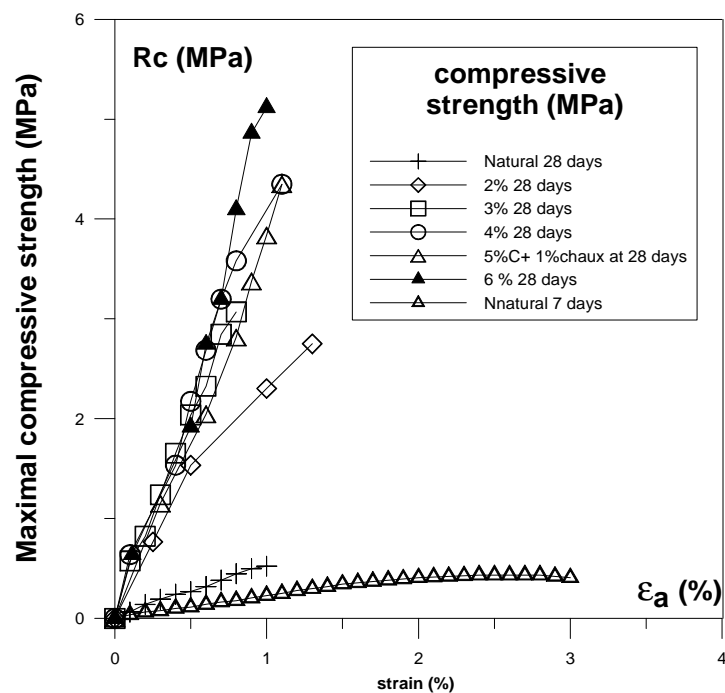 6
4
2
0
Maximal compressive strength (MPa)
Rc (MPa)
compressive
strength (MPa)
Natural 28 days
2% 28 days
3% 28 days
4% 28 days
5%C+ 1%chaux at 28 days
6 % 28 days
Nnatural 7 days
εa (%)
0 1 2 3 4
strain (%)